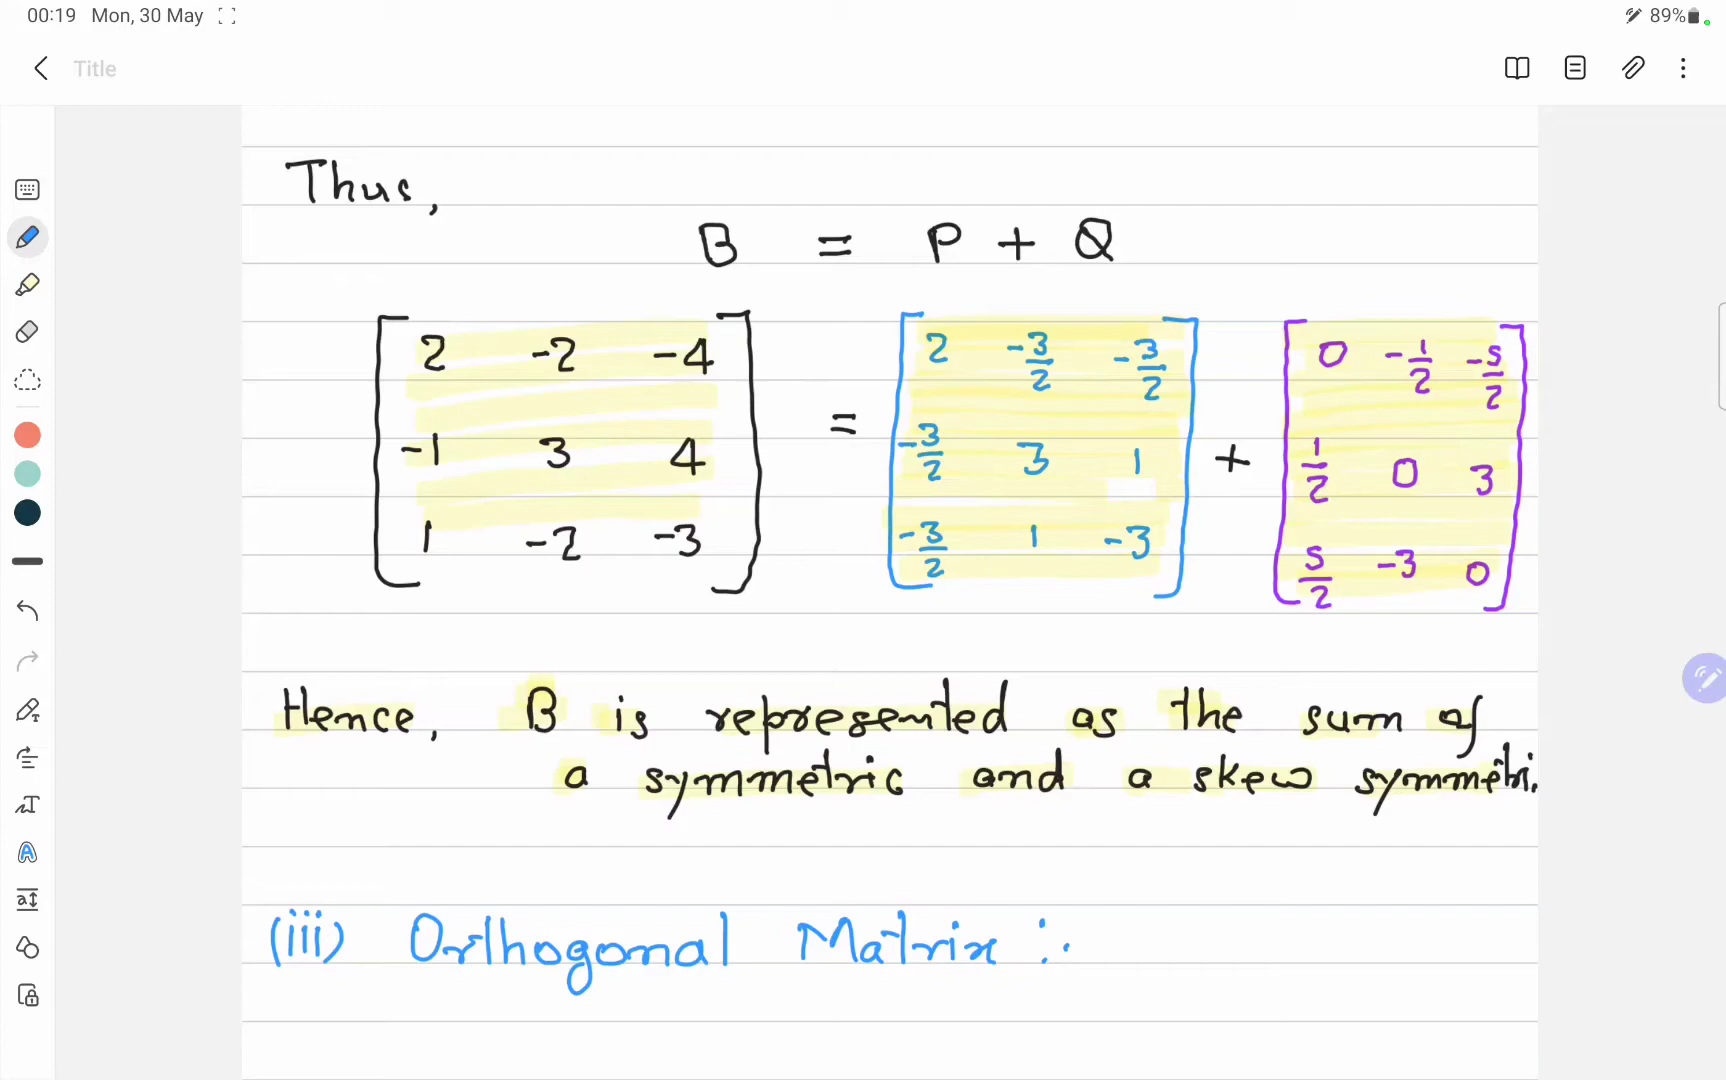 00:19 Mon, 30 May 89%
Title
Thus,
B = P + Q
[2 -2 -4; -1 3 4; 1 -2 -3] = [2 -3/2 -3/2; -3/2 3 1; -3/2 1 -3] + [0 -1/2 -5/2; 1/2 0 3; 5/2 -3 0]
Hence, B is represented as the sum of
a symmetric and a skew symmetri
(iii) Orthogonal Matrix :-